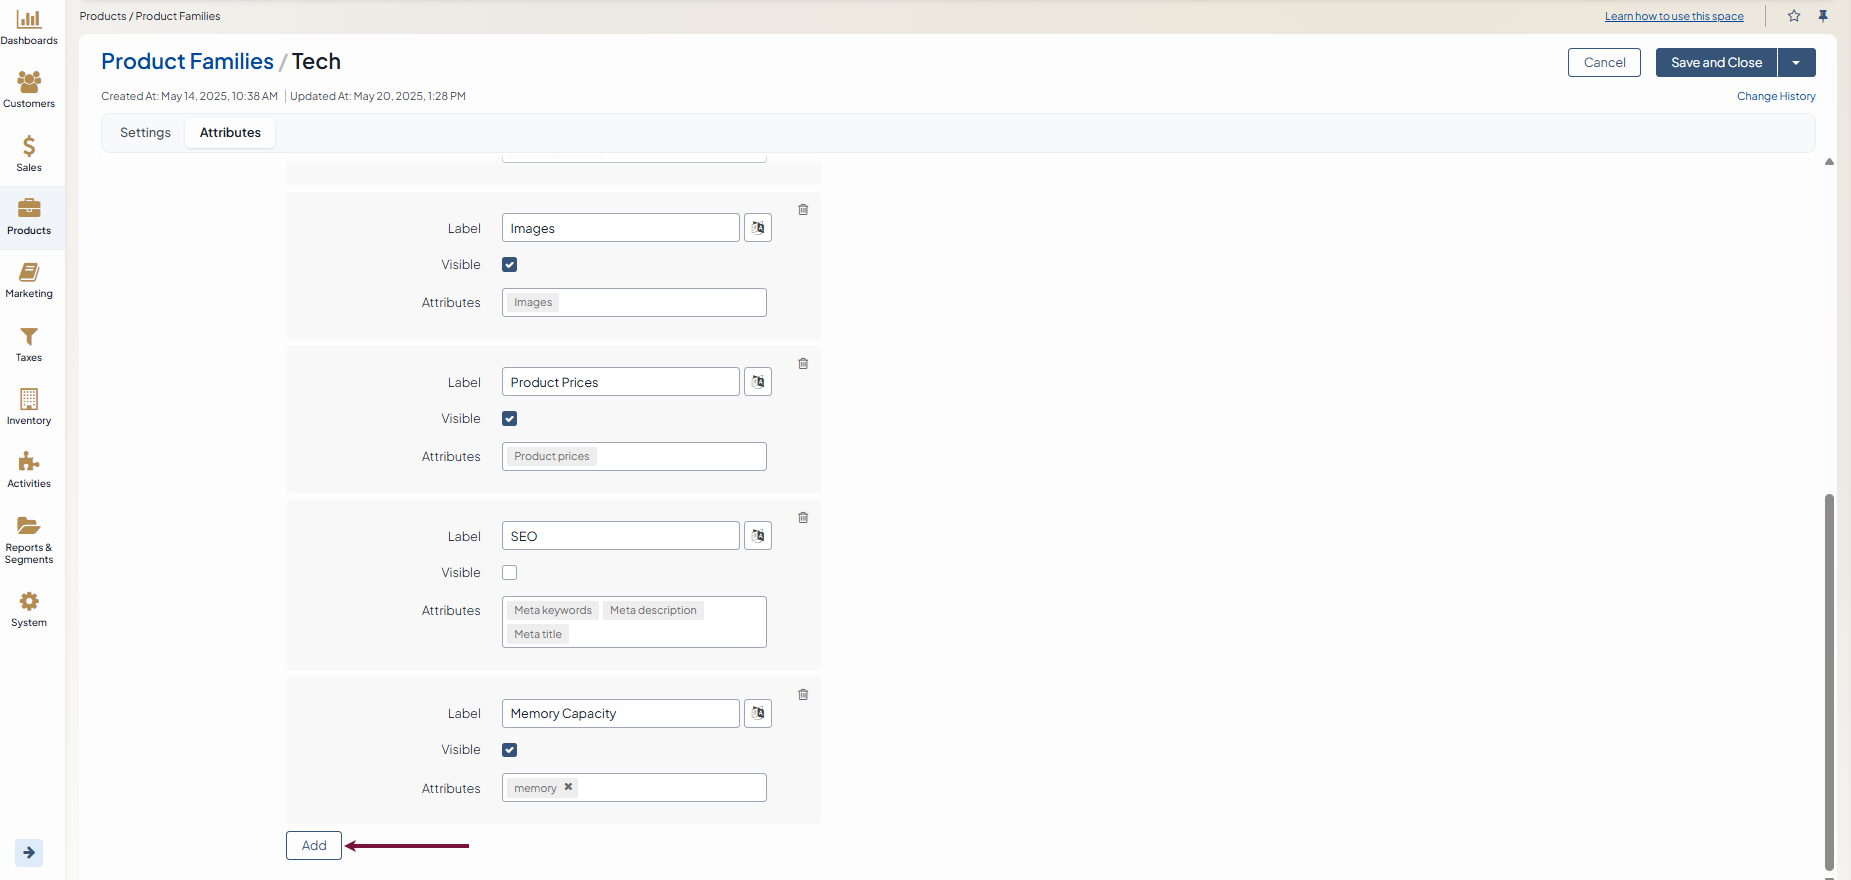 Products / Product Families
Learn how to use this space
Dashboards
Customers
Sales
Products
Marketing
Taxes
Inventory
Activities
Reports &
Segments
System
Product Families / Tech
Cancel
Save and Close
Created At: May 14, 2025, 10:38 AM | Updated At: May 20, 2025, 1:28 PM
Change History
Settings
Attributes
Label Images
Visible
Attributes Images
Label Product Prices
Visible
Attributes Product prices
Label SEO
Visible
Attributes Meta keywords Meta description
Meta title
Label Memory Capacity
Visible
Attributes memory
Add